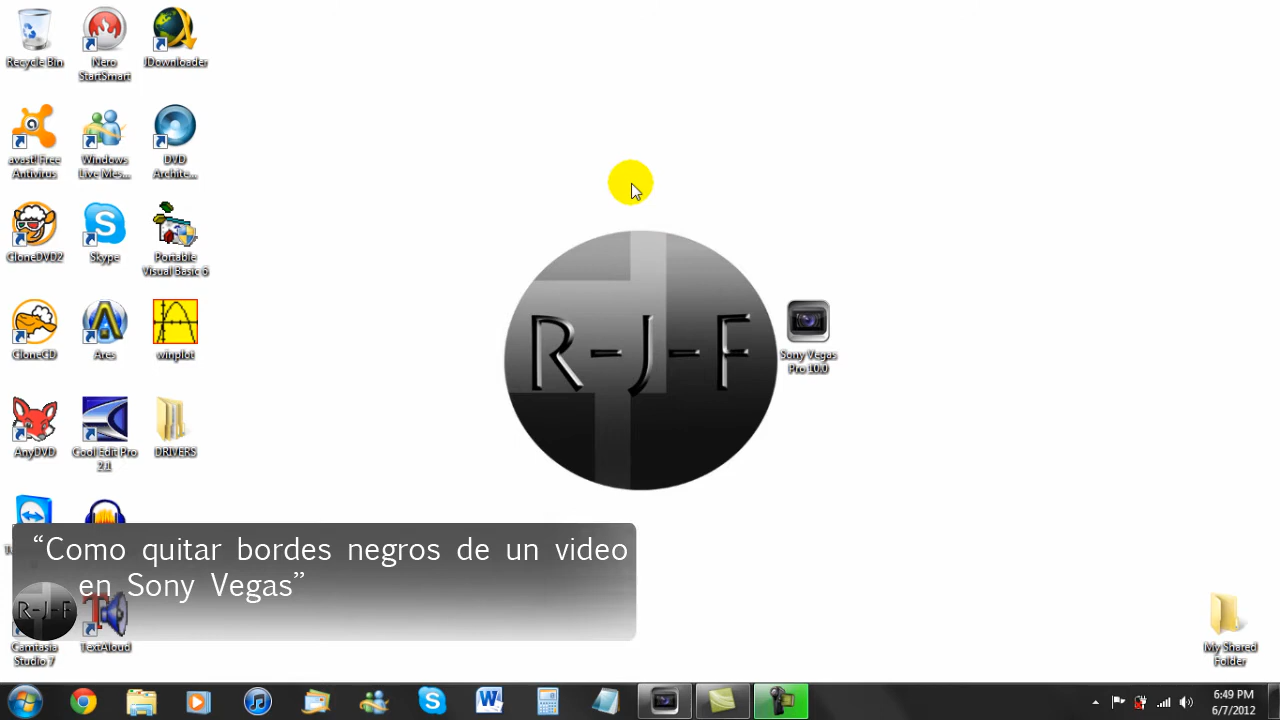 Recycle Bin
Nero
StartSmart
JDownloader
avast! Free
Antivirus
Windows
Live Mes...
DVD
Archite...
CloneDVD2
Skype
Portable
Visual Basic 6
CloneCD
Ares
winplot
AnyDVD
Cool Edit Pro
2.1
DRIVERS
R-J-F
Sony Vegas
Pro 10.0
“Como quitar bordes negros de un video
en Sony Vegas”
R-J-F
Camtasia
Studio 7
TextAloud
My Shared
Folder
6:49 PM
6/7/2012